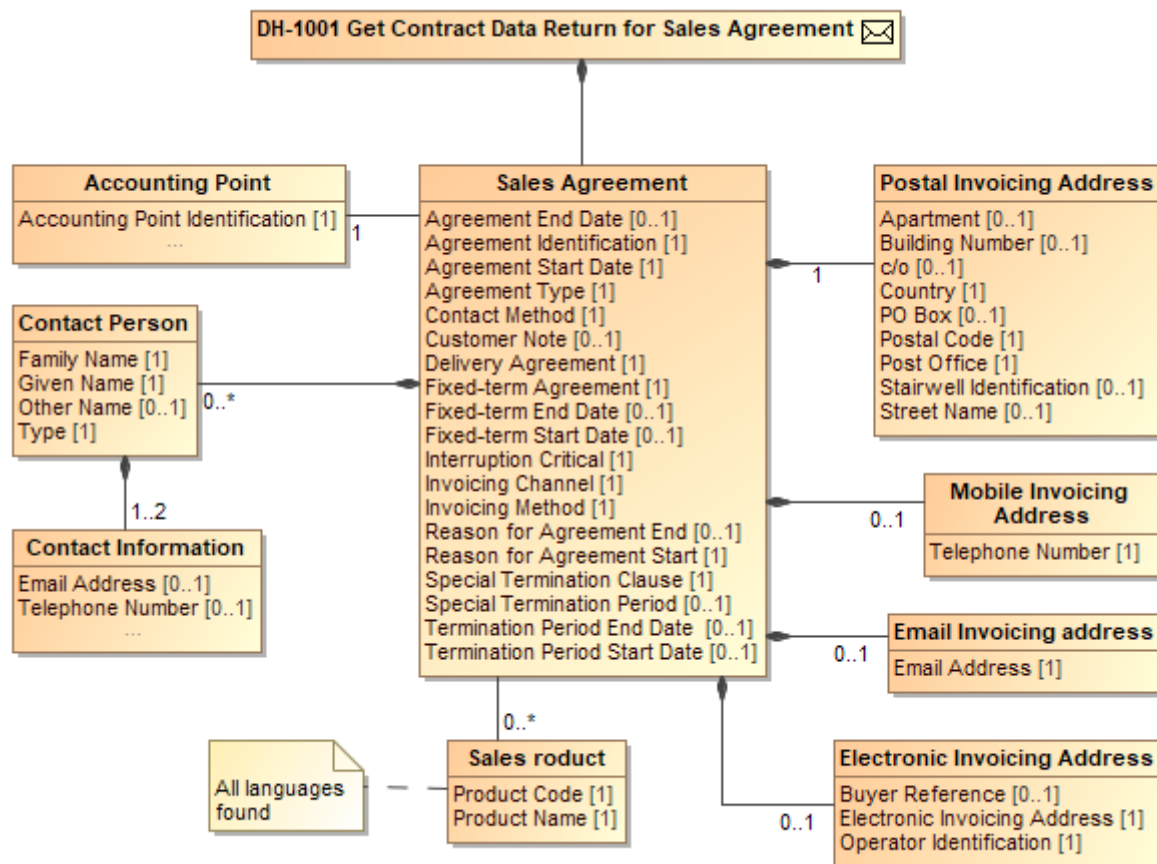 DH-1001 Get Contract Data Return for Sales Agreement
Accounting Point
Accounting Point Identification [1]
...
1
Sales Agreement
Agreement End Date [0..1]
Agreement Identification [1]
Agreement Start Date [1]
Agreement Type [1]
Contact Method [1]
Customer Note [0..1]
Delivery Agreement [1]
Fixed-term Agreement [1]
Fixed-term End Date [0..1]
Fixed-term Start Date [0..1]
Interruption Critical [1]
Invoicing Channel [1]
Invoicing Method [1]
Reason for Agreement End [0..1]
Reason for Agreement Start [1]
Special Termination Clause [1]
Special Termination Period [0..1]
Termination Period End Date [0..1]
Termination Period Start Date [0..1]
Postal Invoicing Address
Apartment [0..1]
Building Number [0..1]
c/o [0..1]
Country [1]
PO Box [0..1]
Postal Code [1]
Post Office [1]
Stairwell Identification [0..1]
Street Name [0..1]
1
Contact Person
Family Name [1]
Given Name [1]
Other Name [0..1]
Type [1]
0..*
1..2
Contact Information
Email Address [0..1]
Telephone Number [0..1]
...
Mobile Invoicing
Address
Telephone Number [1]
0..1
Email Invoicing address
Email Address [1]
0..1
0..*
Sales roduct
Product Code [1]
Product Name [1]
All languages
found
Electronic Invoicing Address
Buyer Reference [0..1]
Electronic Invoicing Address [1]
Operator Identification [1]
0..1